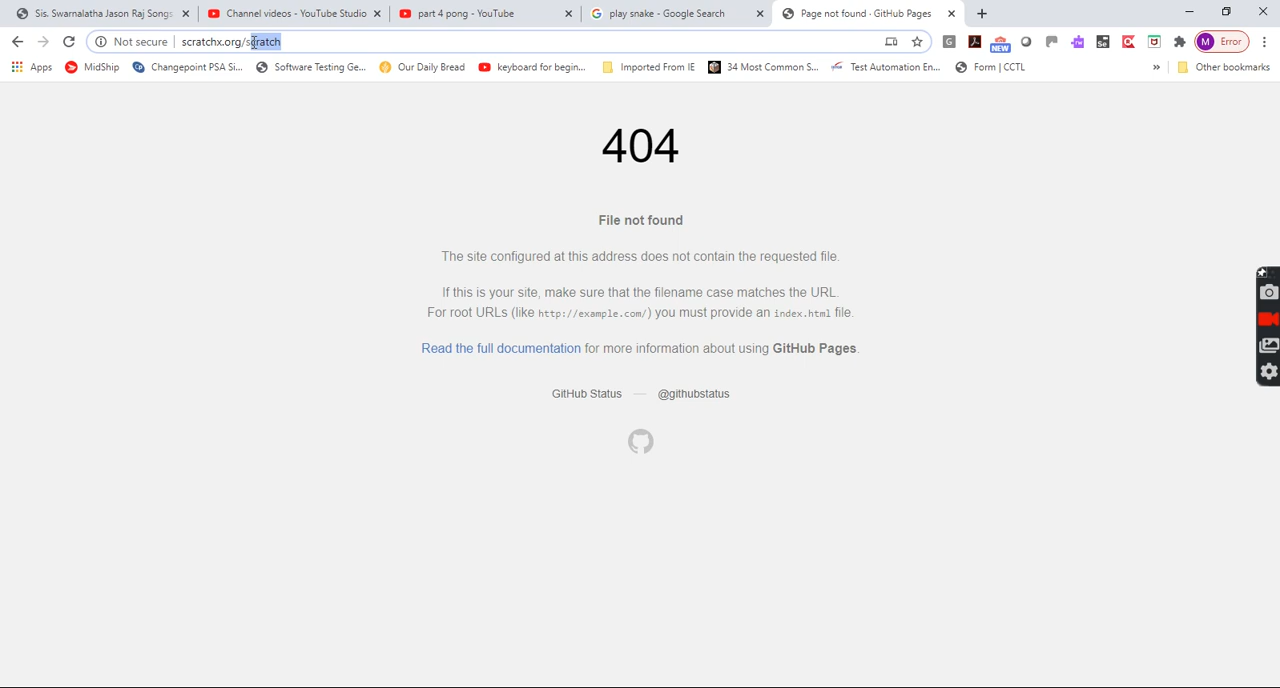 Sis. Swarnalatha Jason Raj Songs
Channel videos - YouTube Studio
part 4 pong - YouTube
play snake - Google Search
Page not found · GitHub Pages
Not secure
scratchx.org/scratch
G
NEW
rw
Se
M
Error
Apps
MidShip
Cp
Changepoint PSA Si...
Software Testing Ge...
Our Daily Bread
keyboard for begin...
Imported From IE
34 Most Common S...
Test Automation En...
Form | CCTL
»
Other bookmarks
404
File not found
The site configured at this address does not contain the requested file.
If this is your site, make sure that the filename case matches the URL.
For root URLs (like http://example.com/) you must provide an index.html file.
Read the full documentation for more information about using GitHub Pages.
GitHub Status — @githubstatus